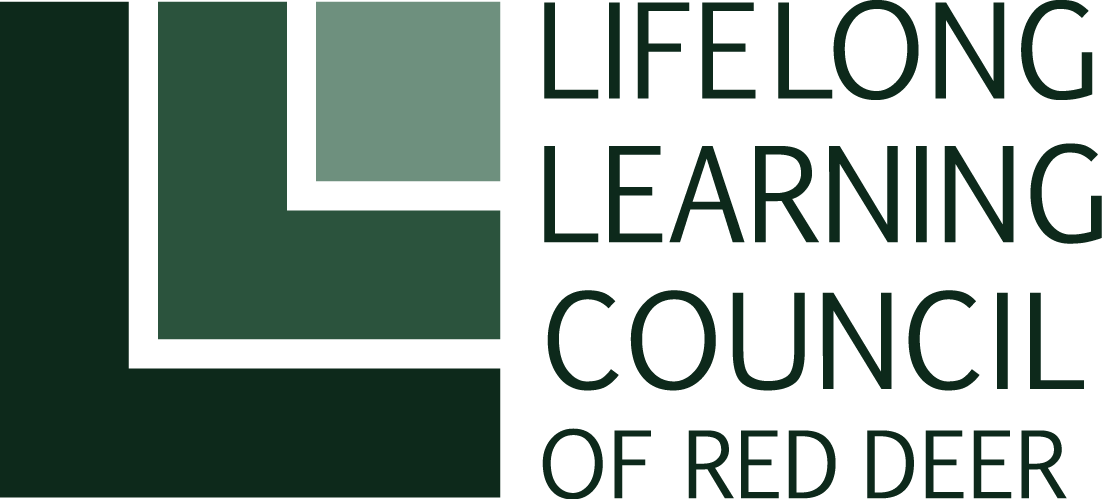 LIFELONG
LEARNING
COUNCIL
OF RED DEER